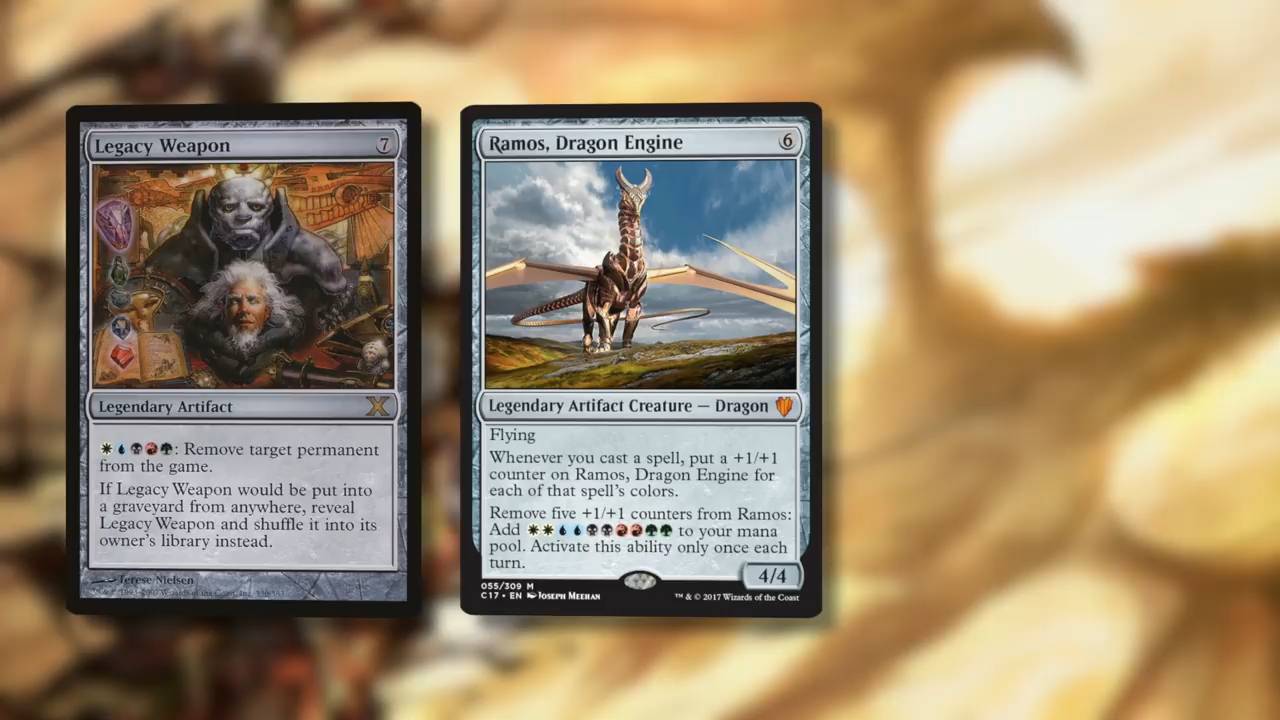 Legacy Weapon 7
Legendary Artifact
: Remove target permanent
from the game.
If Legacy Weapon would be put into
a graveyard from anywhere, reveal
Legacy Weapon and shuffle it into its
owner's library instead.
Terese Nielsen
Ramos, Dragon Engine 6
Legendary Artifact Creature — Dragon
Flying
Whenever you cast a spell, put a +1/+1
counter on Ramos, Dragon Engine for
each of that spell's colors.
Remove five +1/+1 counters from Ramos:
Add to your mana
pool. Activate this ability only once each
turn.
4/4
055/309 M
C17 • EN Joseph Meehan
™ & © 2017 Wizards of the Coast